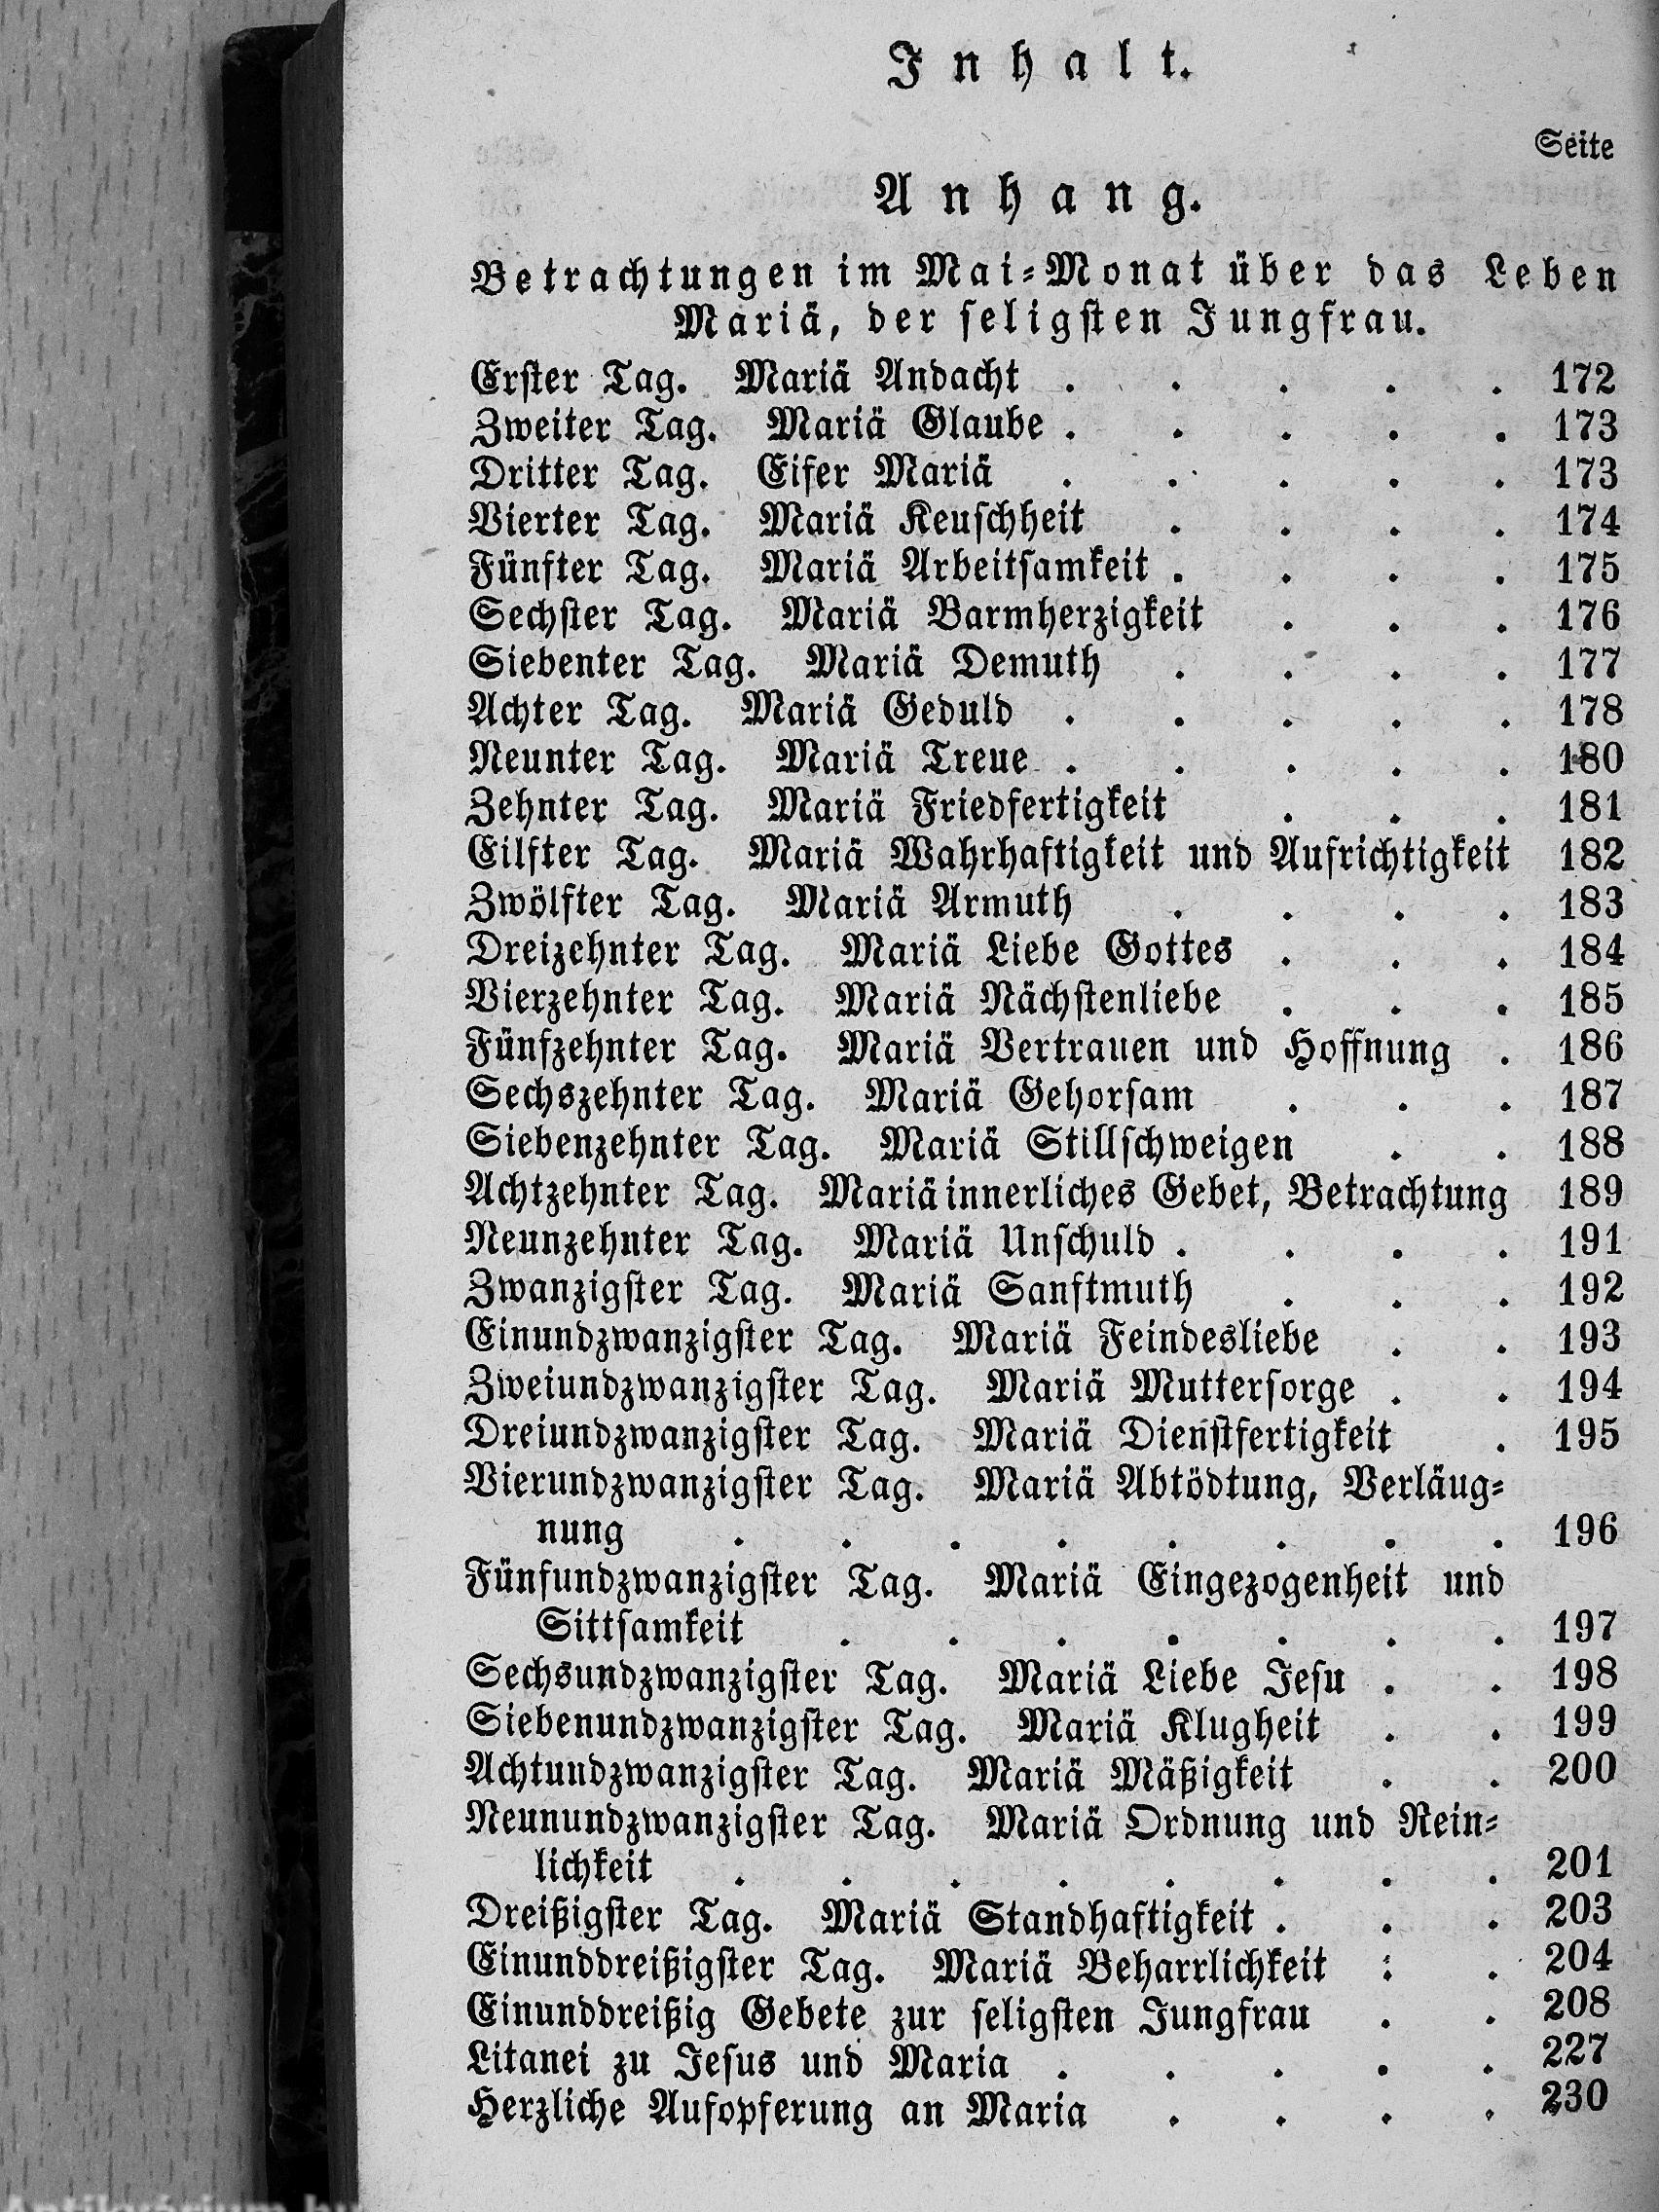 Inhalt.
Seite
Anhang.
Betrachtungen im Mai-Monat über das Leben
Mariä, der seligsten Jungfrau.
Erster Tag. Mariä Andacht . . . . . 172
Zweiter Tag. Mariä Glaube . . . . . 173
Dritter Tag. Eifer Mariä . . . . . 173
Vierter Tag. Mariä Keuschheit . . . . 174
Fünfter Tag. Mariä Arbeitsamkeit . . . . 175
Sechster Tag. Mariä Barmherzigkeit . . . 176
Siebenter Tag. Mariä Demuth . . . . 177
Achter Tag. Mariä Geduld . . . . . 178
Neunter Tag. Mariä Treue . . . . . 180
Zehnter Tag. Mariä Friedfertigkeit . . . 181
Eilfter Tag. Mariä Wahrhaftigkeit und Aufrichtigkeit 182
Zwölfter Tag. Mariä Armuth . . . . 183
Dreizehnter Tag. Mariä Liebe Gottes . . . 184
Vierzehnter Tag. Mariä Nächstenliebe . . . 185
Fünfzehnter Tag. Mariä Vertrauen und Hoffnung . 186
Sechszehnter Tag. Mariä Gehorsam . . . 187
Siebenzehnter Tag. Mariä Stillschweigen . . 188
Achtzehnter Tag. Mariä innerliches Gebet, Betrachtung 189
Neunzehnter Tag. Mariä Unschuld . . . . 191
Zwanzigster Tag. Mariä Sanftmuth . . . 192
Einundzwanzigster Tag. Mariä Feindesliebe . . 193
Zweiundzwanzigster Tag. Mariä Muttersorge . . 194
Dreiundzwanzigster Tag. Mariä Dienstfertigkeit . 195
Vierundzwanzigster Tag. Mariä Abtödtung, Verläug-
nung . . . . . . . . 196
Fünfundzwanzigster Tag. Mariä Eingezogenheit und
Sittsamkeit . . . . . . . 197
Sechsundzwanzigster Tag. Mariä Liebe Jesu . . 198
Siebenundzwanzigster Tag. Mariä Klugheit . . 199
Achtundzwanzigster Tag. Mariä Mäßigkeit . . 200
Neunundzwanzigster Tag. Mariä Ordnung und Rein-
lichkeit . . . . . . . . 201
Dreißigster Tag. Mariä Standhaftigkeit . . . 203
Einunddreißigster Tag. Mariä Beharrlichkeit . . 204
Einunddreißig Gebete zur seligsten Jungfrau . . 208
Litanei zu Jesus und Maria . . . . . 227
Herzliche Aufopferung an Maria . . . . 230